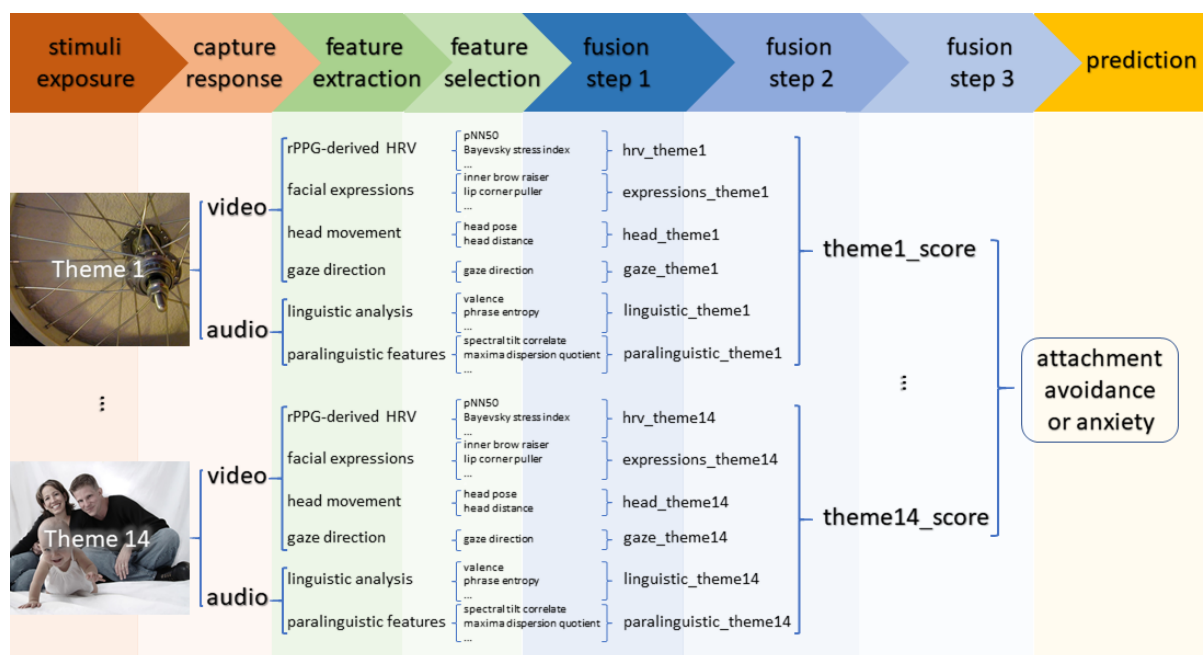 stimuli
exposure
capture
response
feature
extraction
feature
selection
fusion
step 1
fusion
step 2
fusion
step 3
prediction
Theme 1
...
Theme 14
video
audio
rPPG-derived HRV
pNN50
Bayevsky stress index
...
hrv_theme1
facial expressions
inner brow raiser
lip corner puller
...
expressions_theme1
head movement
head pose
head distance
head_theme1
gaze direction
gaze direction
gaze_theme1
linguistic analysis
valence
phrase entropy
...
linguistic_theme1
paralinguistic features
spectral tilt correlate
maxima dispersion quotient
...
paralinguistic_theme1
theme1_score
...
video
audio
rPPG-derived HRV
pNN50
Bayevsky stress index
...
hrv_theme14
facial expressions
inner brow raiser
lip corner puller
...
expressions_theme14
head movement
head pose
head distance
head_theme14
gaze direction
gaze direction
gaze_theme14
linguistic analysis
valence
phrase entropy
...
linguistic_theme14
paralinguistic features
spectral tilt correlate
maxima dispersion quotient
...
paralinguistic_theme14
theme14_score
attachment
avoidance
or anxiety